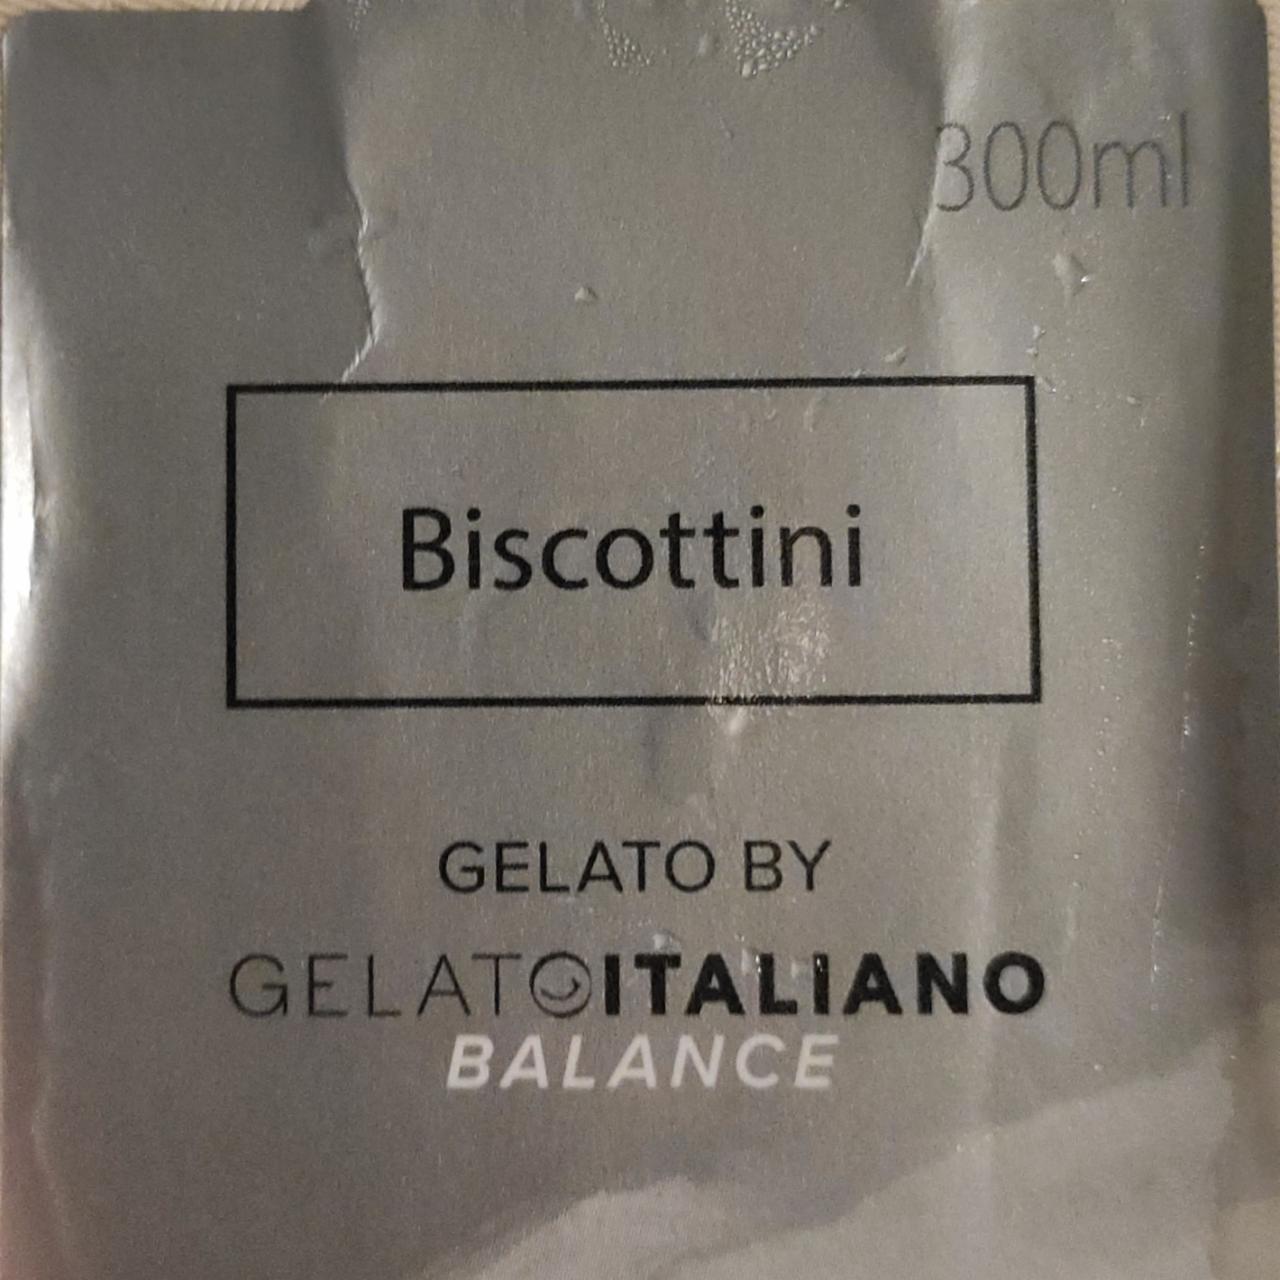 300ml
Biscottini
GELATO BY
GELATOITALIANO
BALANCE